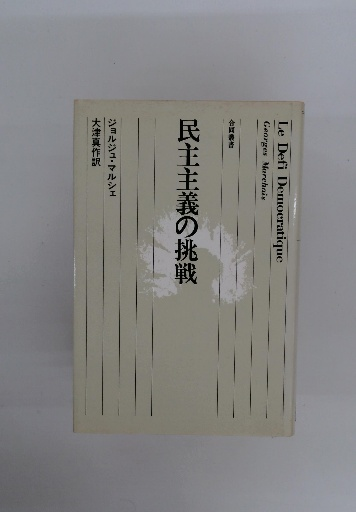 Le Défi Démocratique
Georges Marchais
合同叢書
民主主義の挑戦
ジョルジュ・マルシェ
大津真作訳